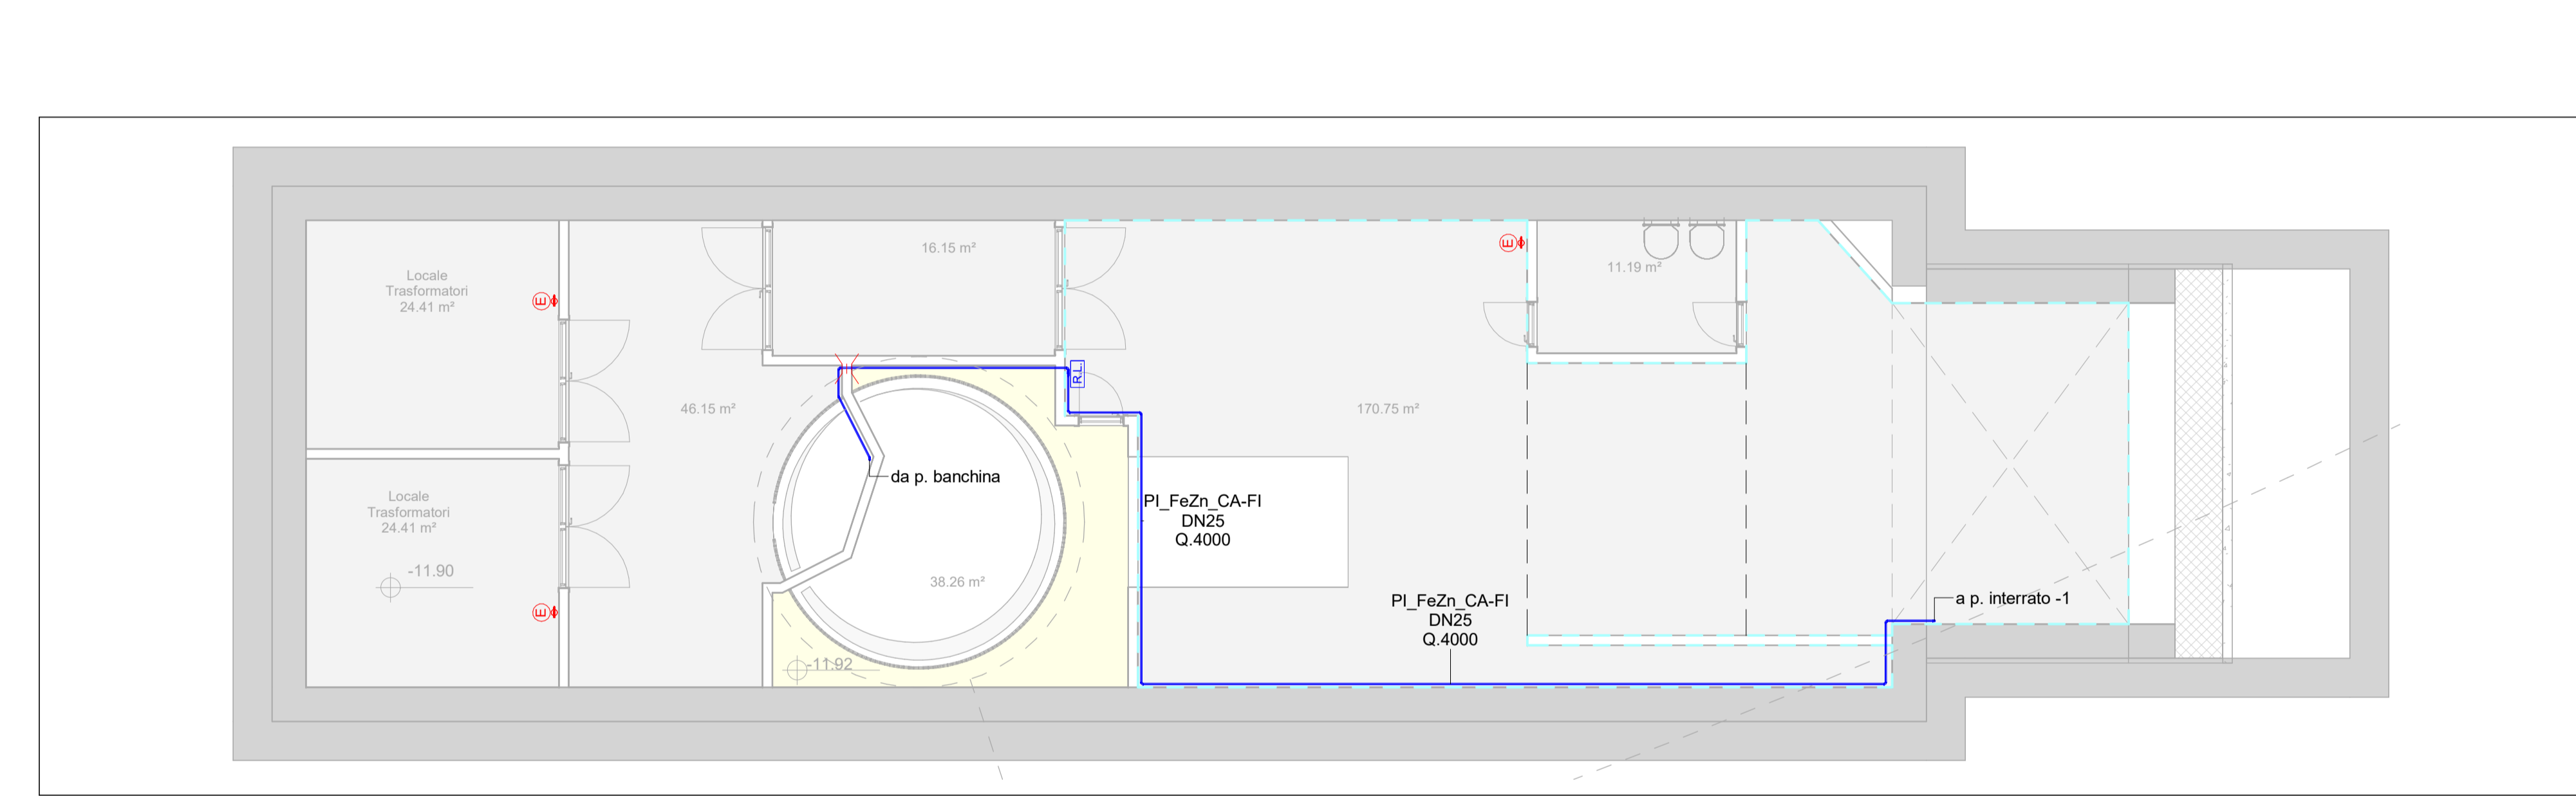 16.15 m²
11.19 m²
Locale
Trasformatori
24.41 m²
E
E
R.L.
46.15 m²
170.75 m²
da p. banchina
PI_FeZn_CA-FI
DN25
Q.4000
Locale
Trasformatori
24.41 m²
-11.90
38.26 m²
E
PI_FeZn_CA-FI
DN25
Q.4000
a p. interrato -1
-11.92